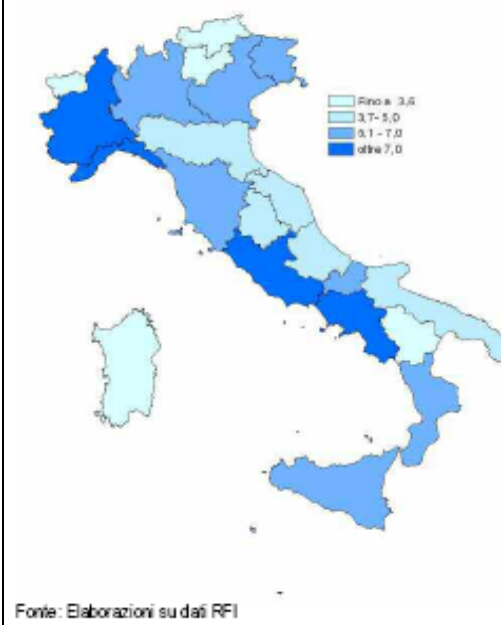 Fino a 3,6
3,7- 5,0
5,1 - 7,0
oltre 7,0
Fonte: Elaborazioni su dati RFI